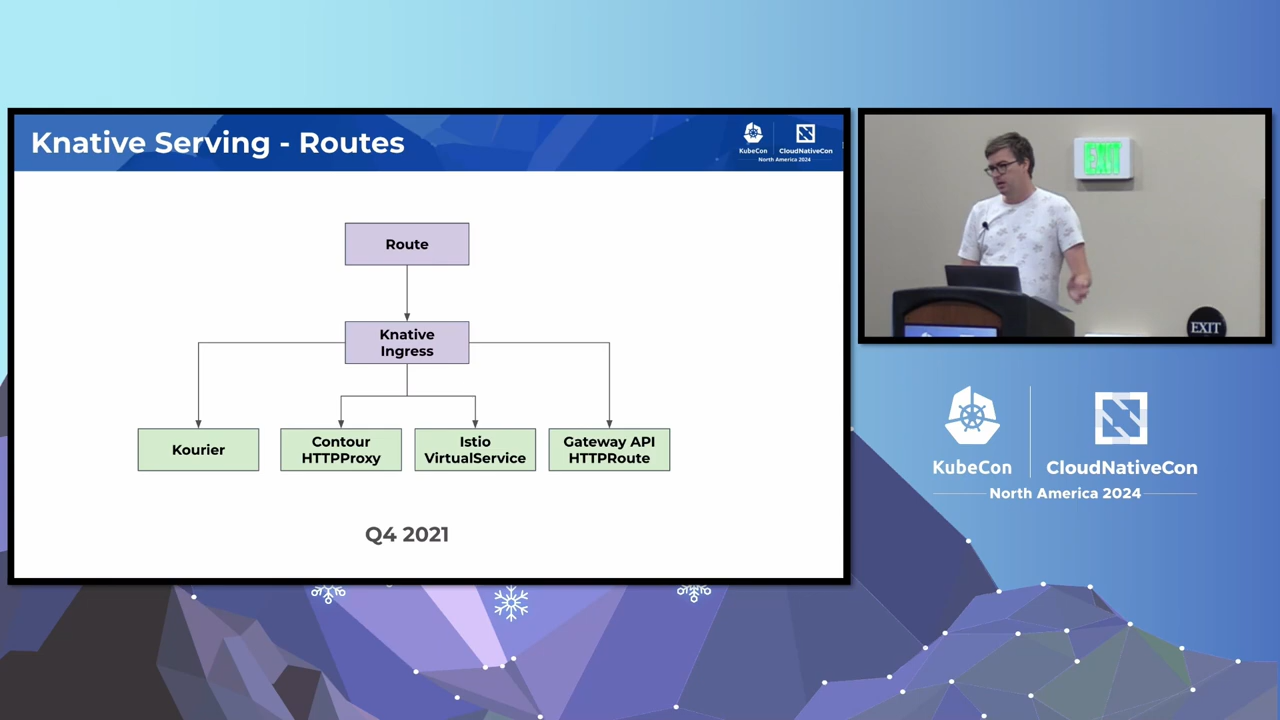 Knative Serving - Routes
KubeCon
CloudNativeCon
North America 2024
Route
Knative
Ingress
Kourier
Contour
HTTPProxy
Istio
VirtualService
Gateway API
HTTPRoute
Q4 2021
EXIT
EXIT
KubeCon
CloudNativeCon
North America 2024